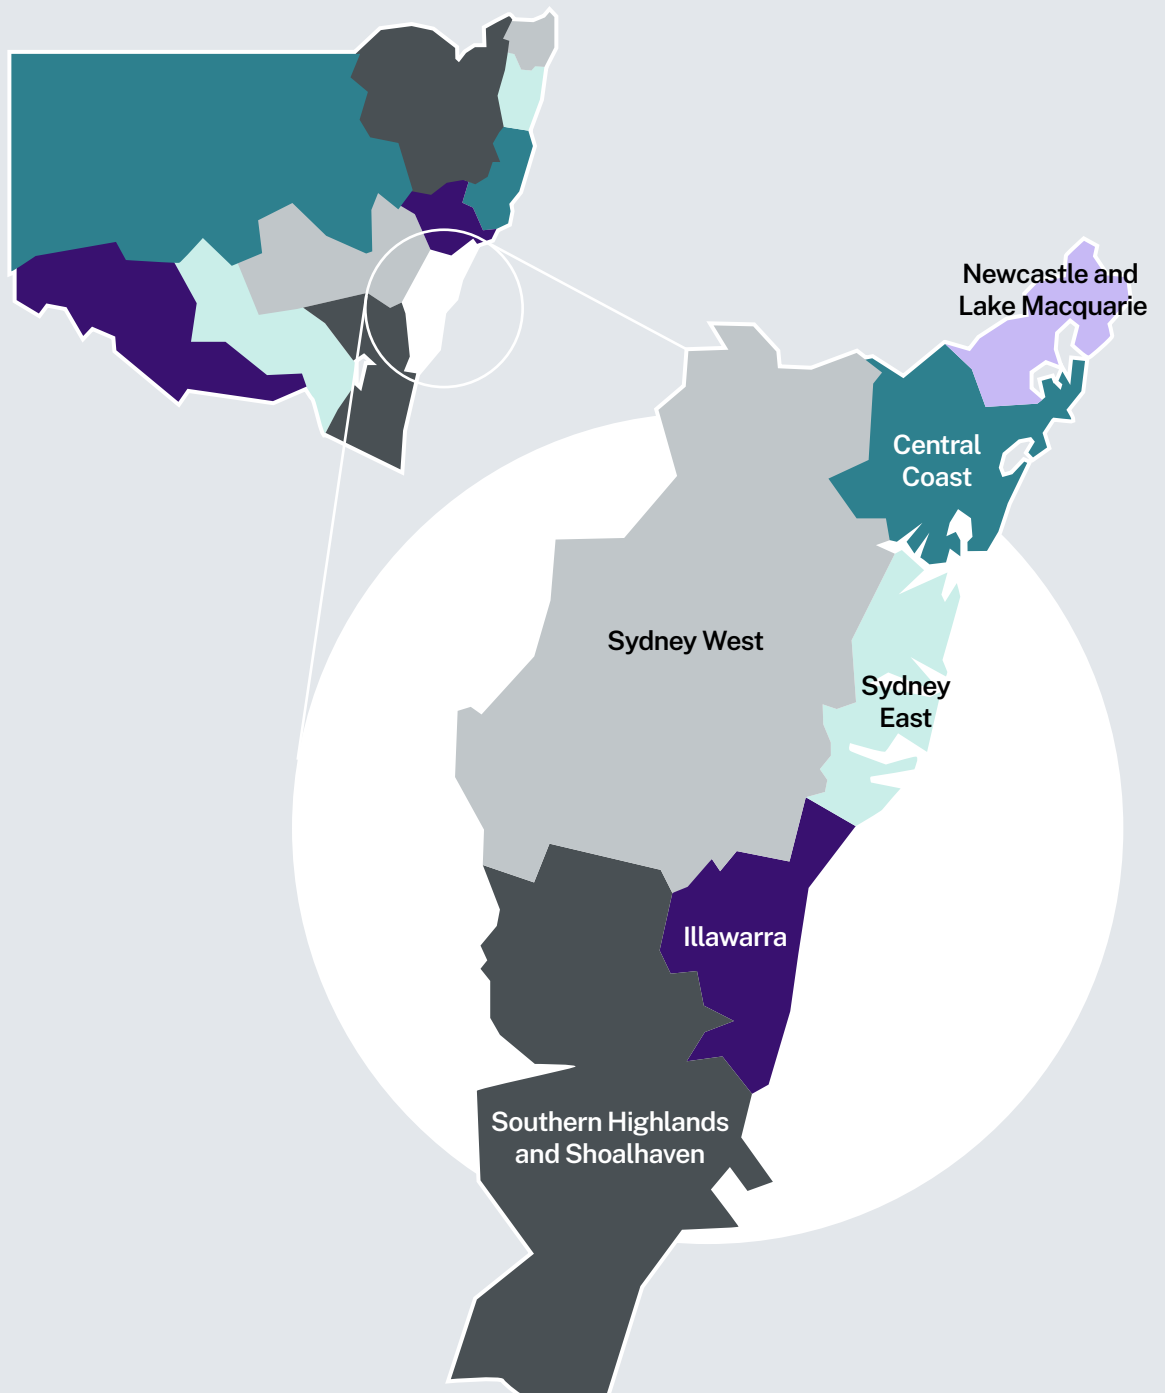 Newcastle and
Lake Macquarie
Central
Coast
Sydney West
Sydney
East
Illawarra
Southern Highlands
and Shoalhaven